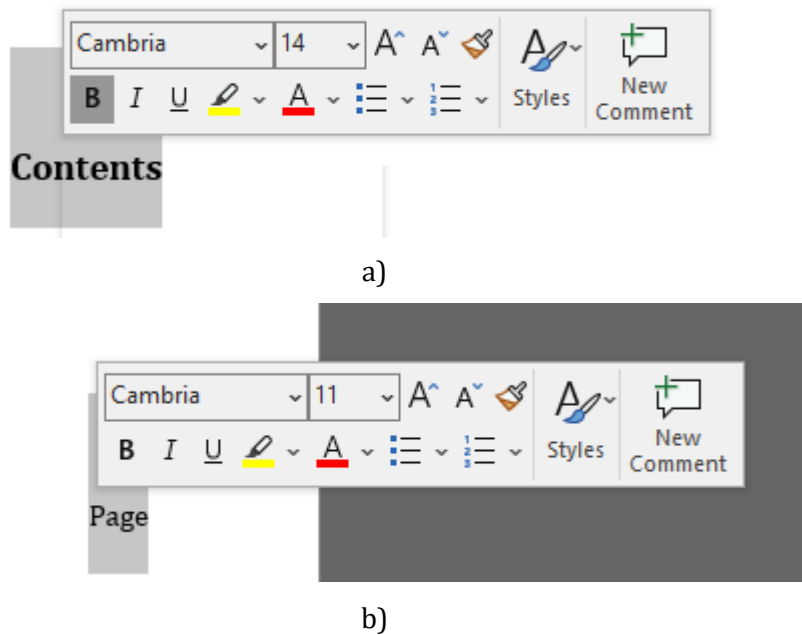 Cambria 14 A A
B I U A Styles New
Comment
Contents
a)
Cambria 11 A A
B I U A Styles New
Comment
Page
b)